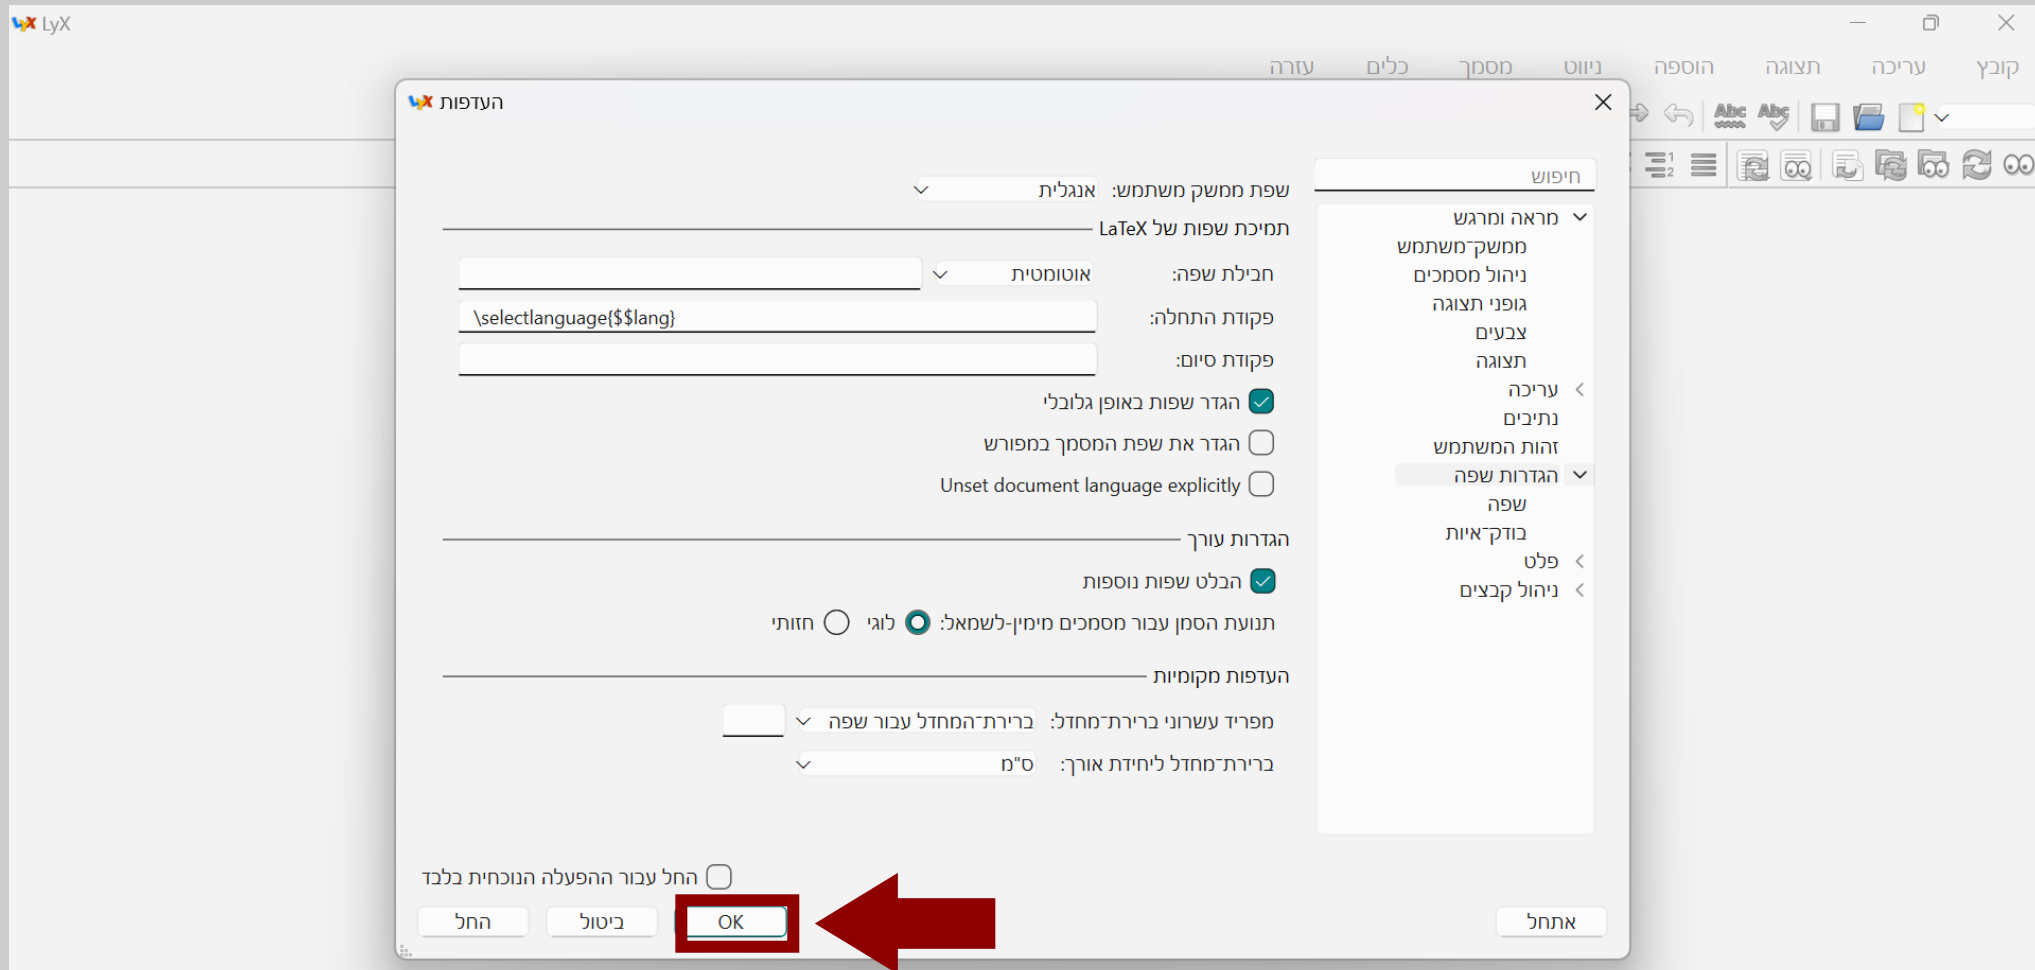 LyX
קובץ עריכה תצוגה הוספה ניווט מסמך כלים עזרה
העדפות
Abc Abc
חיפוש
מראה ומרגש
ממשק־משתמש
ניהול מסמכים
גופני תצוגה
צבעים
תצוגה
עריכה
נתיבים
זהות המשתמש
הגדרות שפה
שפה
בודק־איות
פלט
ניהול קבצים
שפת ממשק משתמש: אנגלית
תמיכת שפות של LaTeX
חבילת שפה: אוטומטית
פקודת התחלה: \selectlanguage{$$lang}
פקודת סיום:
הגדר שפות באופן גלובלי
הגדר את שפת המסמך במפורש
Unset document language explicitly
הגדרות עורך
הבלט שפות נוספות
תנועת הסמן עבור מסמכים מימין-לשמאל: לוגי חזותי
העדפות מקומיות
מפריד עשרוני ברירת־מחדל: ברירת־המחדל עבור שפה
ברירת־מחדל ליחידת אורך: ס"מ
החל עבור ההפעלה הנוכחית בלבד
אתחל OK ביטול החל